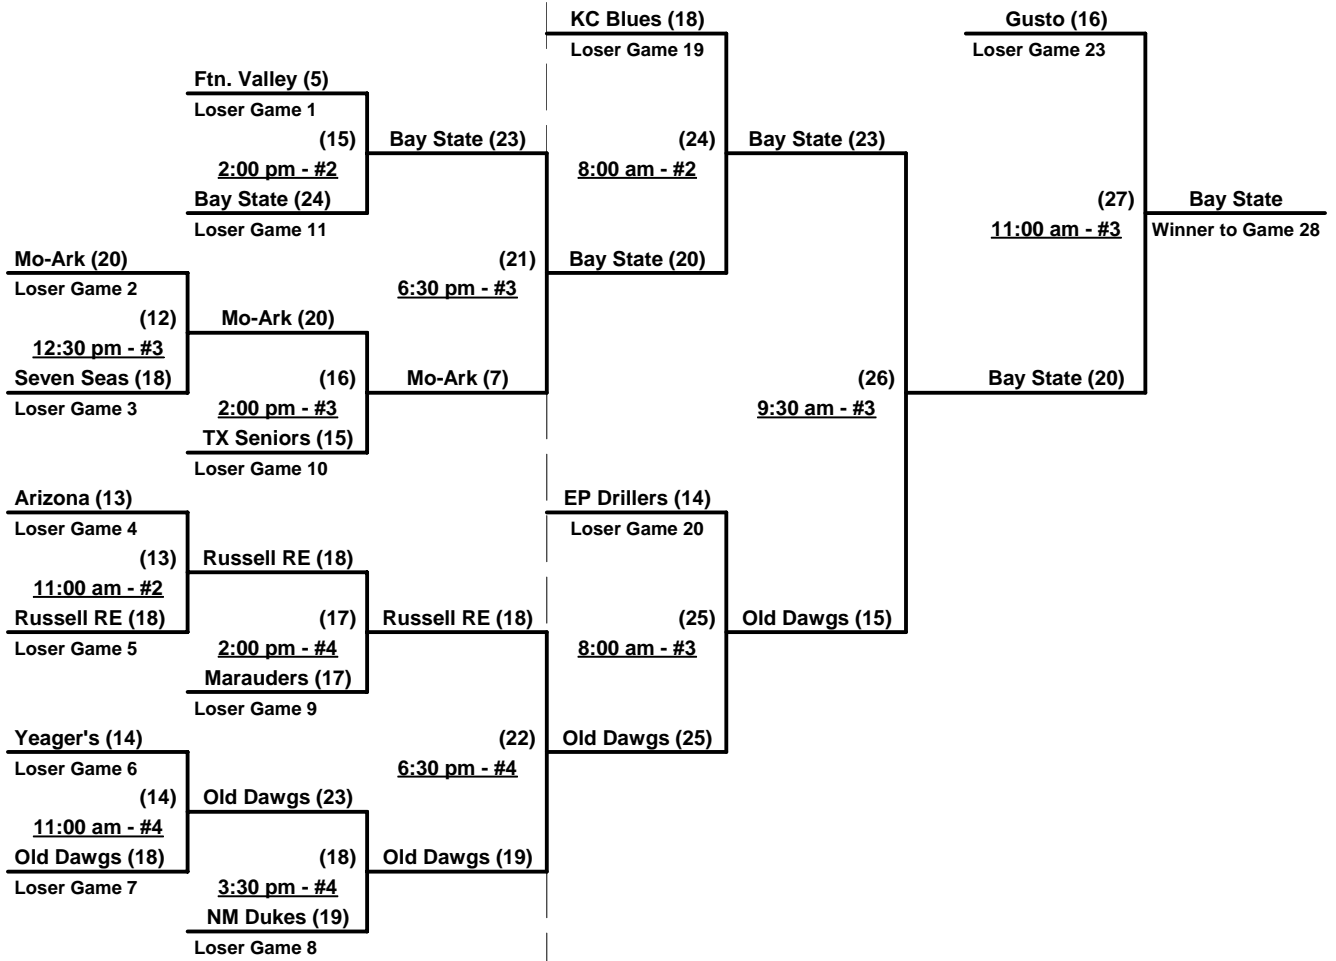 KC Blues (18)
Gusto (16)
Loser Game 19
Loser Game 23
Ftn. Valley (5)
Loser Game 1
(15)
Bay State (23)
(24)
Bay State (23)
2:00 pm - #2
8:00 am - #2
Bay State (24)
(27)
Bay State
Loser Game 11
11:00 am - #3
Winner to Game 28
Mo-Ark (20)
(21)
Bay State (20)
Loser Game 2
6:30 pm - #3
(12)
Mo-Ark (20)
12:30 pm - #3
Seven Seas (18)
(16)
Mo-Ark (7)
(26)
Bay State (20)
Loser Game 3
2:00 pm - #3
9:30 am - #3
TX Seniors (15)
Loser Game 10
Arizona (13)
EP Drillers (14)
Loser Game 4
Loser Game 20
(13)
Russell RE (18)
11:00 am - #2
Russell RE (18)
(17)
Russell RE (18)
(25)
Old Dawgs (15)
Loser Game 5
2:00 pm - #4
8:00 am - #3
Marauders (17)
Loser Game 9
Yeager's (14)
(22)
Old Dawgs (25)
Loser Game 6
6:30 pm - #4
(14)
Old Dawgs (23)
11:00 am - #4
Old Dawgs (18)
(18)
Old Dawgs (19)
Loser Game 7
3:30 pm - #4
NM Dukes (19)
Loser Game 8